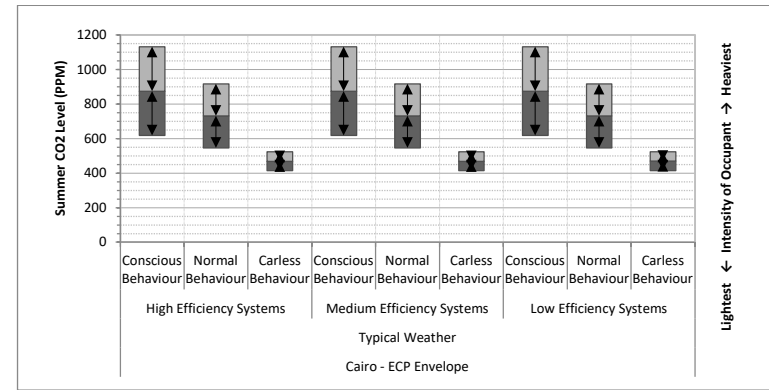 Summer CO2 Level (PPM)
1200
1000
800
600
400
200
0
Conscious Behaviour
Normal Behaviour
Carless Behaviour
Conscious Behaviour
Normal Behaviour
Carless Behaviour
Conscious Behaviour
Normal Behaviour
Carless Behaviour
High Efficiency Systems
Medium Efficiency Systems
Low Efficiency Systems
Typical Weather
Cairo - ECP Envelope
Lightest ← Intensity of Occupant → Heaviest